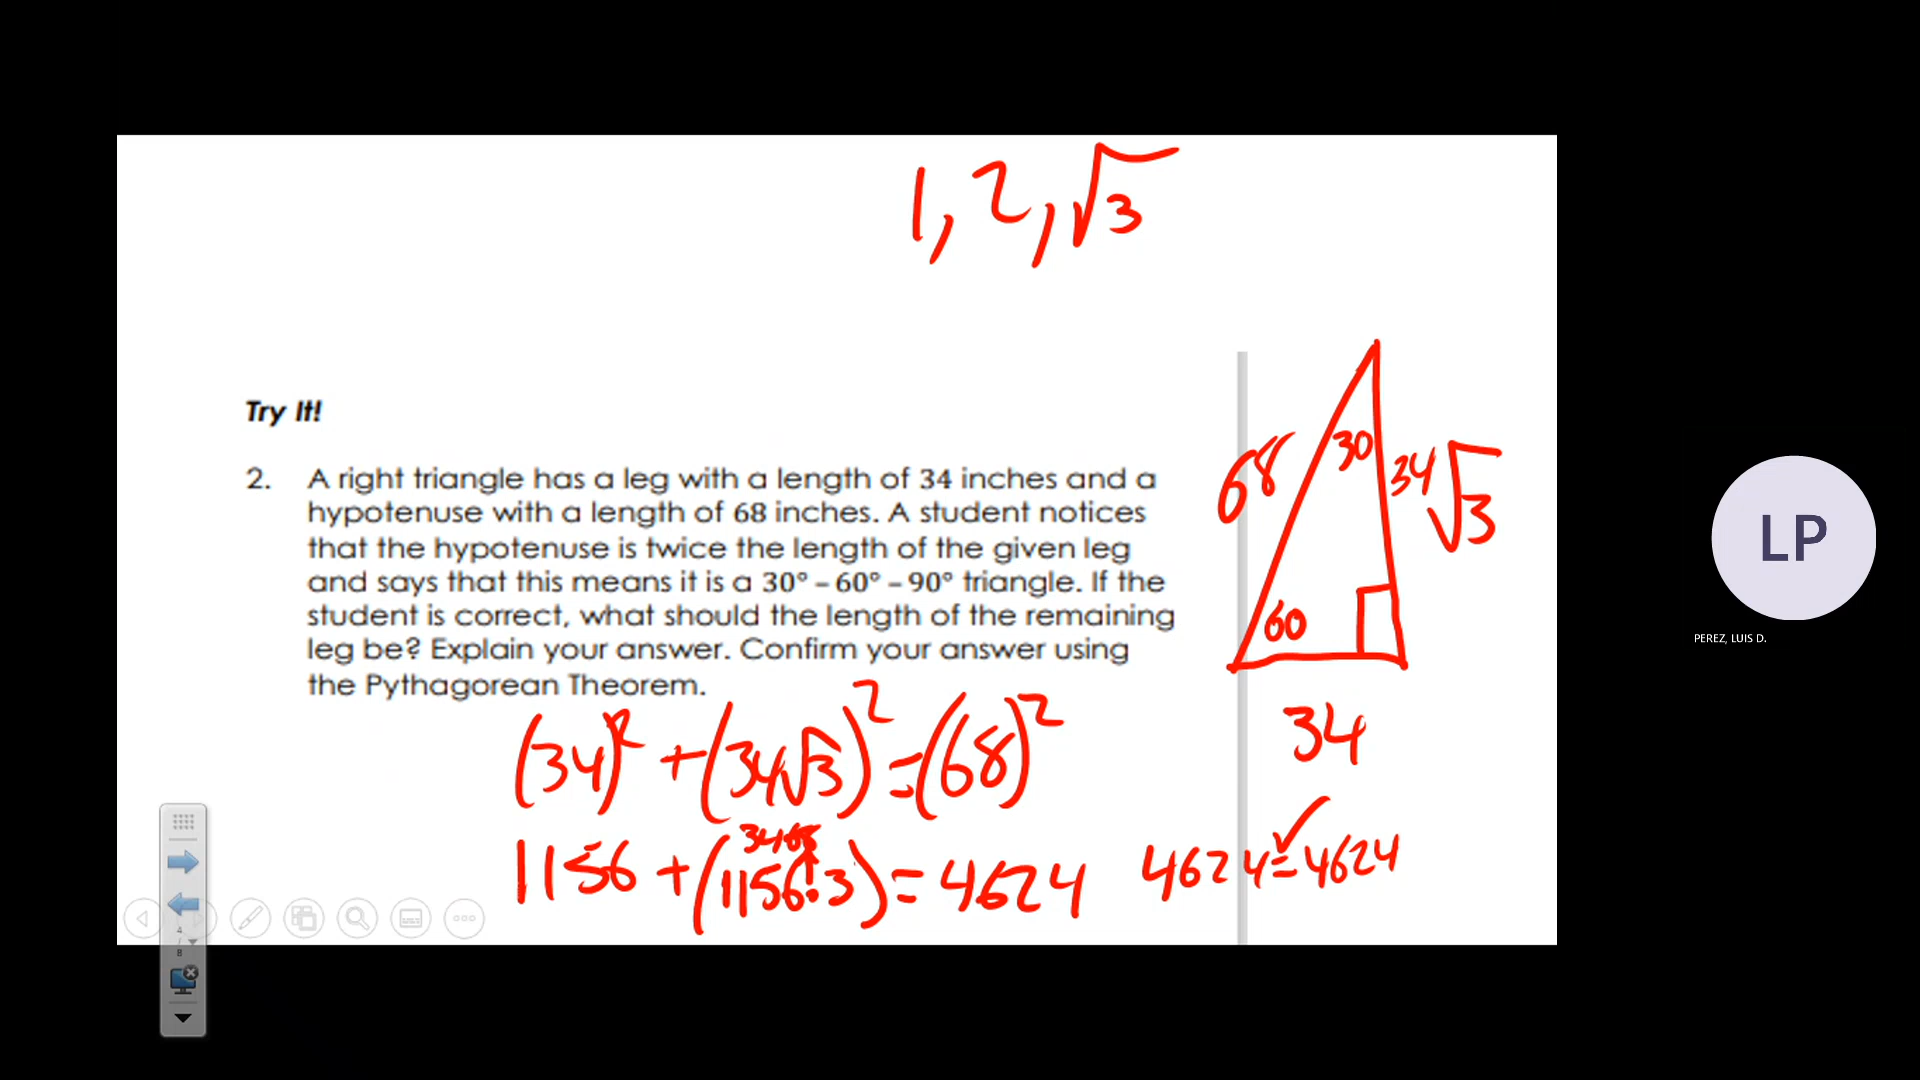 1, 2, √3
Try It!
2. A right triangle has a leg with a length of 34 inches and a
hypotenuse with a length of 68 inches. A student notices
that the hypotenuse is twice the length of the given leg
and says that this means it is a 30° – 60° – 90° triangle. If the
student is correct, what should the length of the remaining
leg be? Explain your answer. Confirm your answer using
the Pythagorean Theorem.
68
30
34√3
60
34
(34)² + (34√3)² = (68)²
3468
1156 + (1156·3) = 4624
4624 = 4624 ✓
4
/
8
LP
PEREZ, LUIS D.